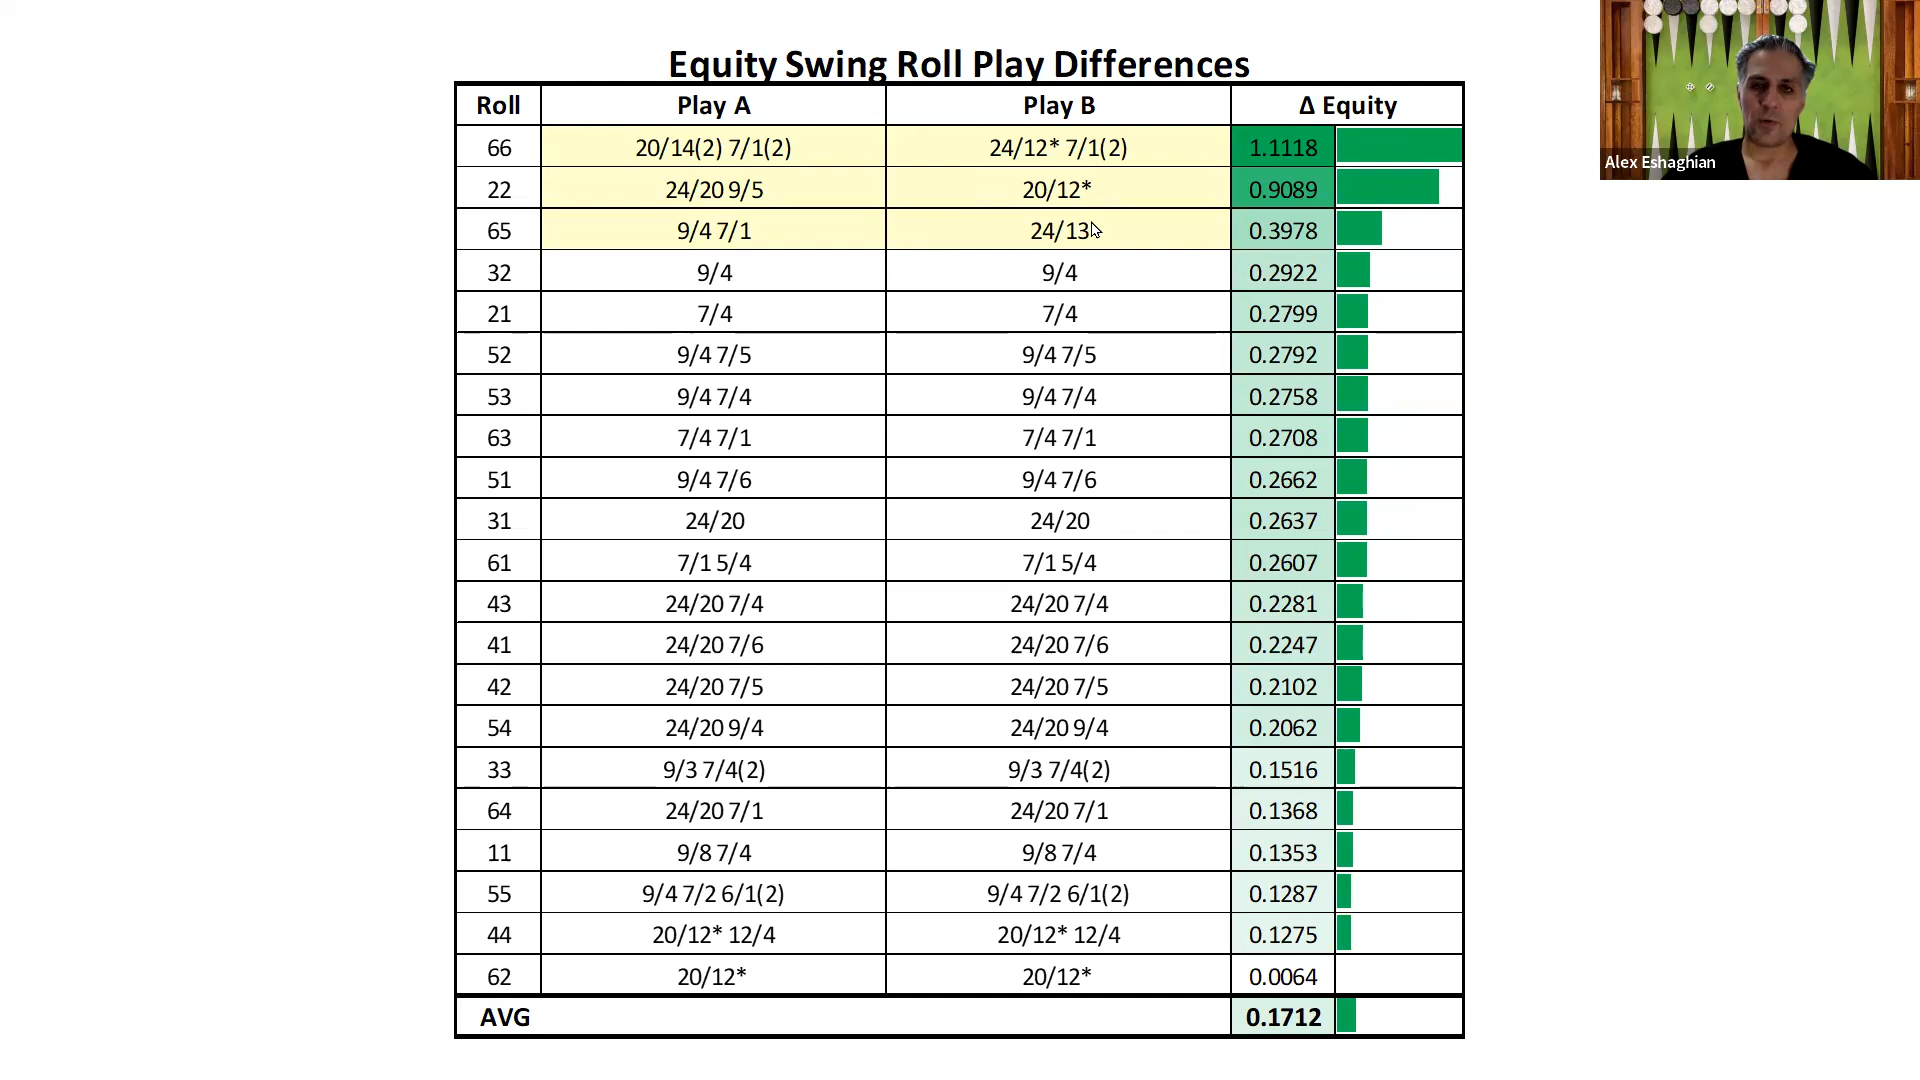 Equity Swing Roll Play Differences
Roll Play A Play B Δ Equity
66 20/14(2) 7/1(2) 24/12* 7/1(2) 1.1118
22 24/20 9/5 20/12* 0.9089
65 9/4 7/1 24/13 0.3978
32 9/4 9/4 0.2922
21 7/4 7/4 0.2799
52 9/4 7/5 9/4 7/5 0.2792
53 9/4 7/4 9/4 7/4 0.2758
63 7/4 7/1 7/4 7/1 0.2708
51 9/4 7/6 9/4 7/6 0.2662
31 24/20 24/20 0.2637
61 7/1 5/4 7/1 5/4 0.2607
43 24/20 7/4 24/20 7/4 0.2281
41 24/20 7/6 24/20 7/6 0.2247
42 24/20 7/5 24/20 7/5 0.2102
54 24/20 9/4 24/20 9/4 0.2062
33 9/3 7/4(2) 9/3 7/4(2) 0.1516
64 24/20 7/1 24/20 7/1 0.1368
11 9/8 7/4 9/8 7/4 0.1353
55 9/4 7/2 6/1(2) 9/4 7/2 6/1(2) 0.1287
44 20/12* 12/4 20/12* 12/4 0.1275
62 20/12* 20/12* 0.0064
AVG 0.1712
Alex Eshaghian